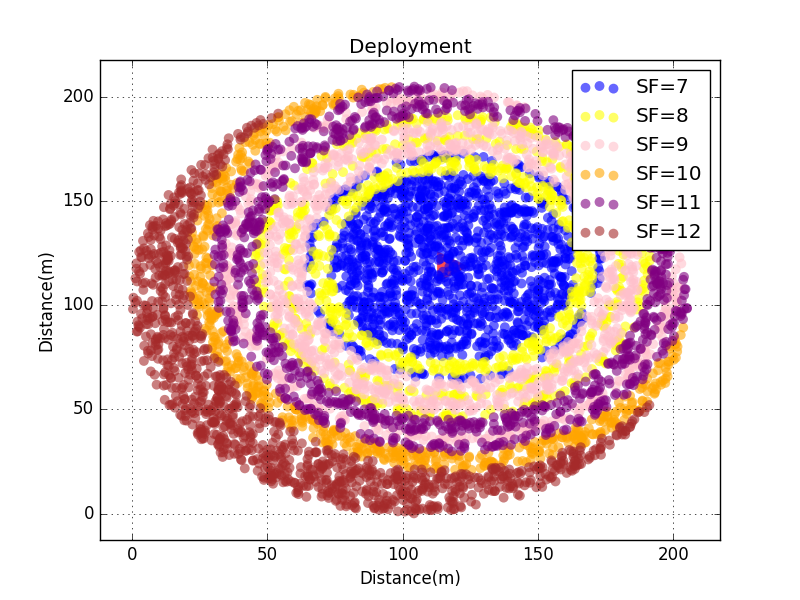 Deployment
SF=7
SF=8
SF=9
SF=10
SF=11
SF=12
200
150
100
50
0
Distance(m)
0 50 100 150 200
Distance(m)